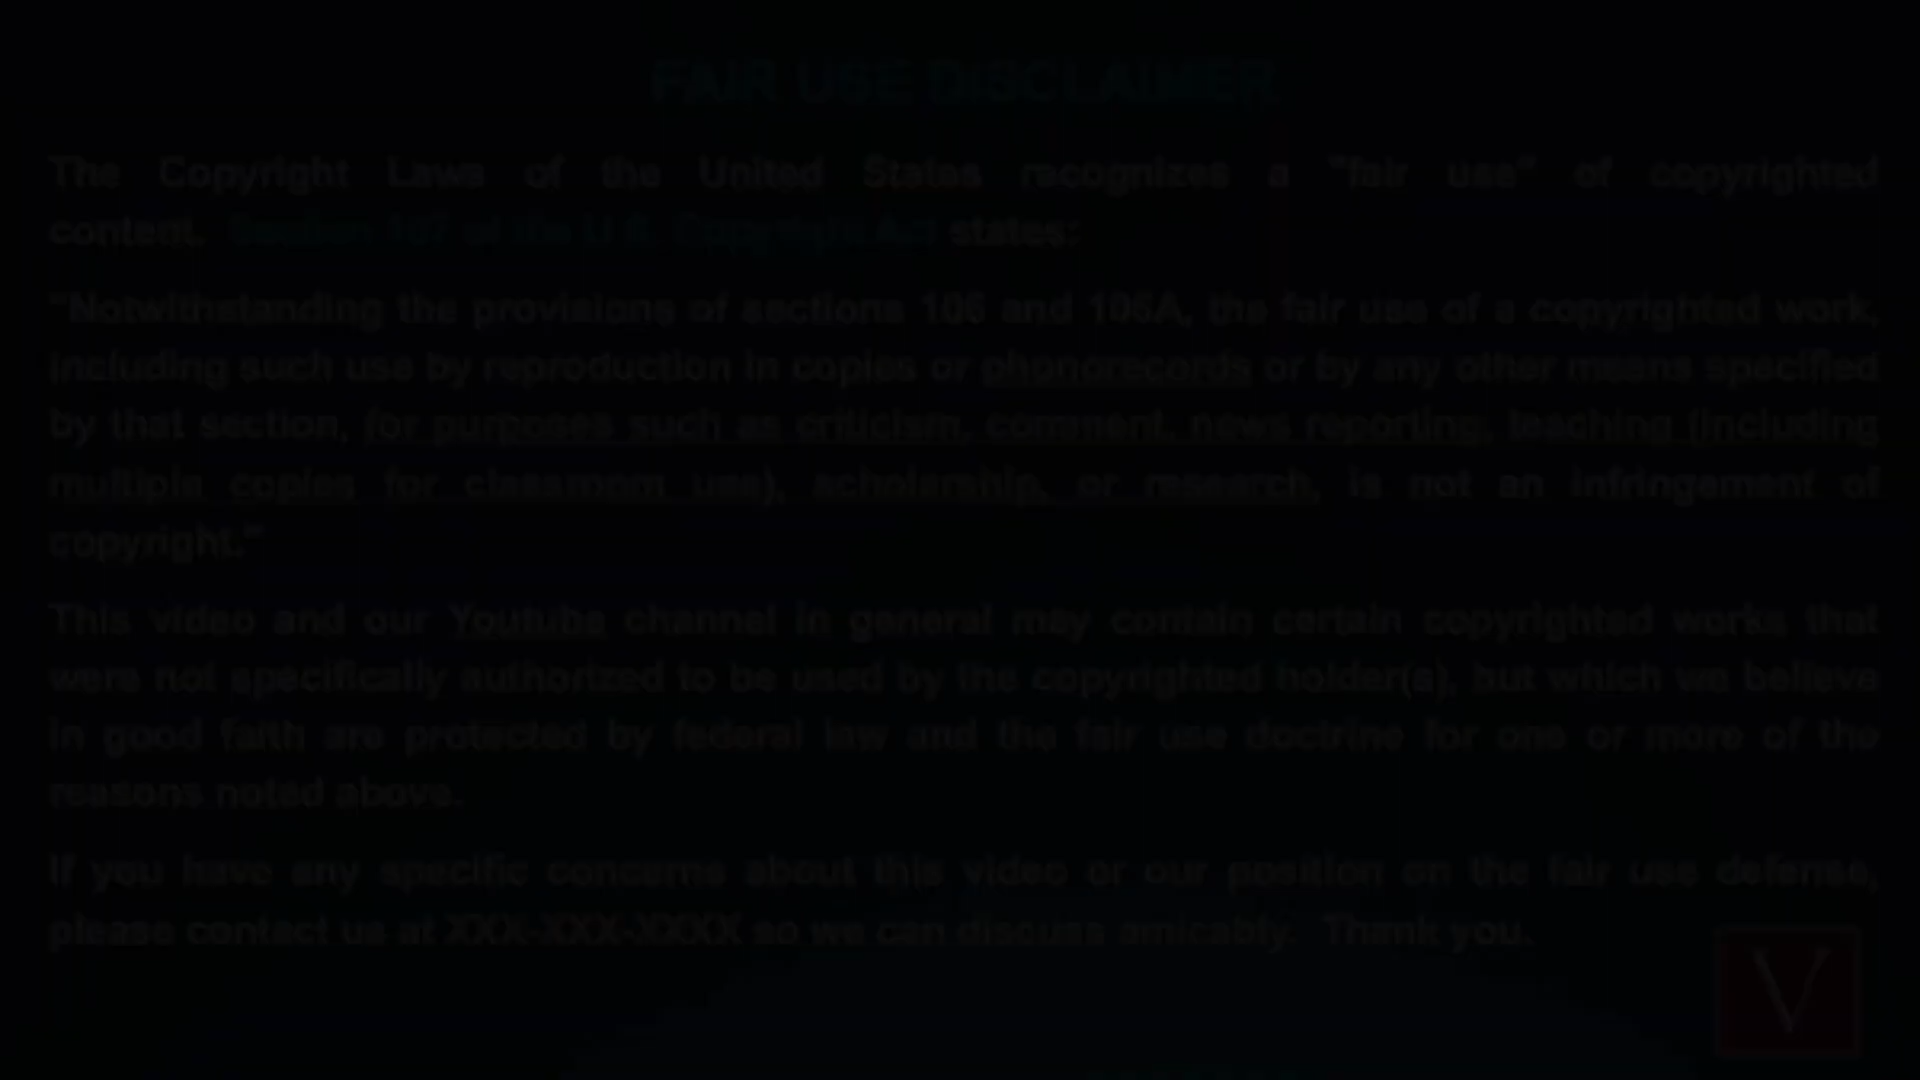 FAIR USE DISCLAIMER
The Copyright Laws of the United States recognizes a "fair use" of copyrighted
content. Section 107 of the U.S. Copyright Act states:
"Notwithstanding the provisions of sections 106 and 106A, the fair use of a copyrighted work,
including such use by reproduction in copies or phonorecords or by any other means specified
by that section, for purposes such as criticism, comment, news reporting, teaching (including
multiple copies for classroom use), scholarship, or research, is not an infringement of
copyright."
This video and our Youtube channel in general may contain certain copyrighted works that
were not specifically authorized to be used by the copyrighted holder(s), but which we believe
in good faith are protected by federal law and the fair use doctrine for one or more of the
reasons noted above.
If you have any specific concerns about this video or our position on the fair use defense,
please contact us at XXX-XXX-XXXX so we can discuss amicably. Thank you.
V